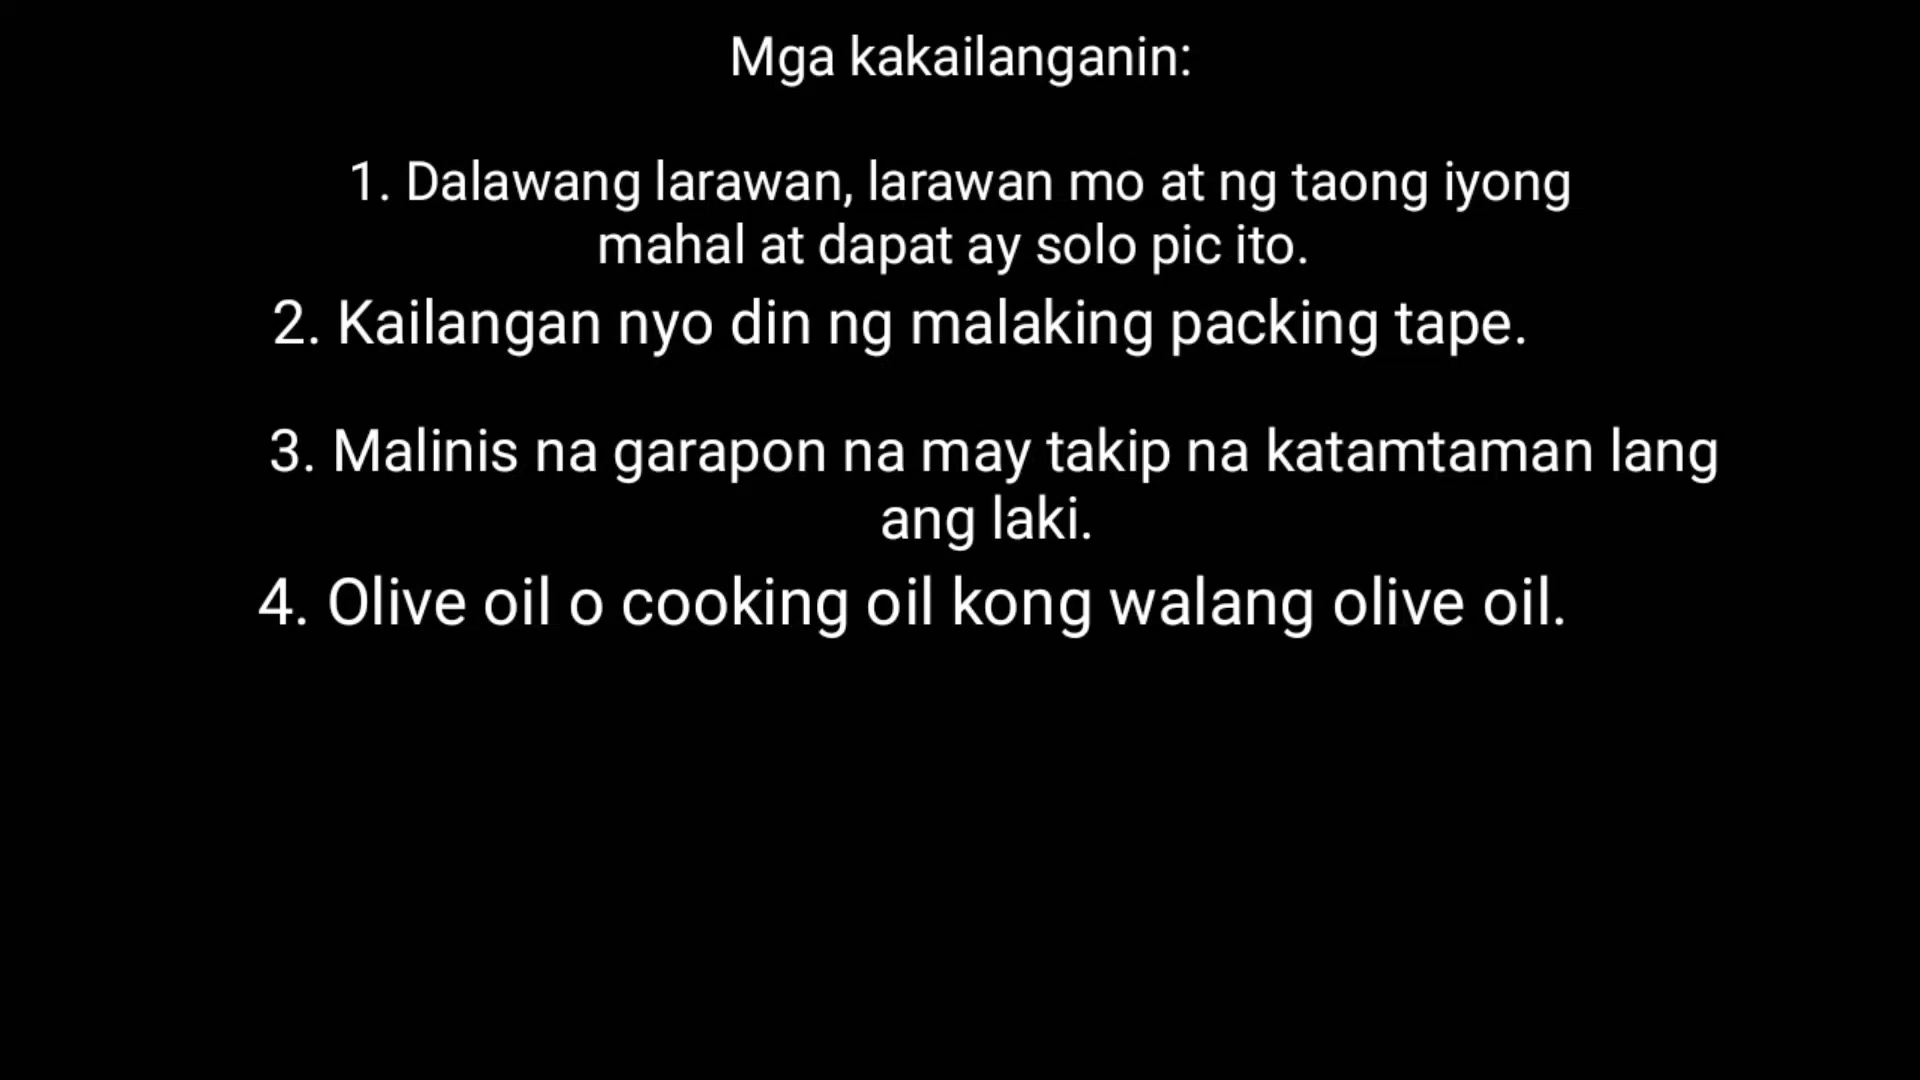 Mga kakailanganin:
1. Dalawang larawan, larawan mo at ng taong iyong
mahal at dapat ay solo pic ito.
2. Kailangan nyo din ng malaking packing tape.
3. Malinis na garapon na may takip na katamtaman lang
ang laki.
4. Olive oil o cooking oil kong walang olive oil.